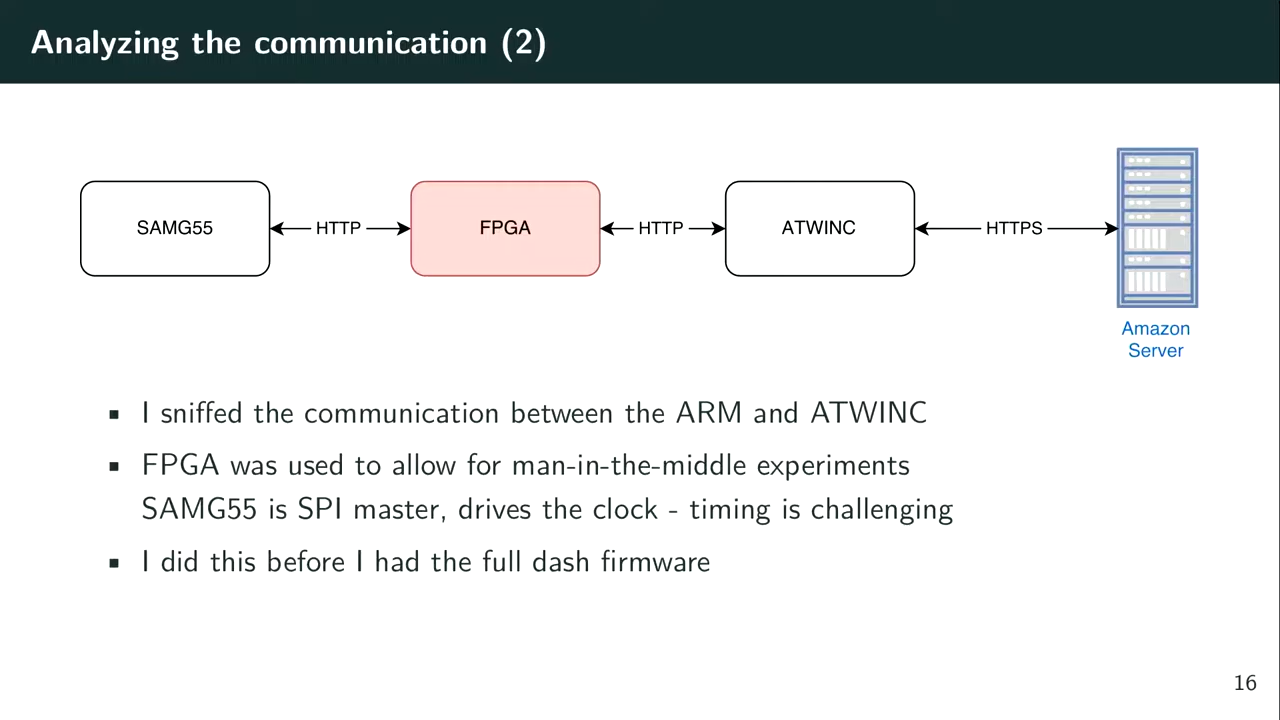 Analyzing the communication (2)
SAMG55
HTTP
FPGA
HTTP
ATWINC
HTTPS
Amazon
Server
▪ I sniffed the communication between the ARM and ATWINC
▪ FPGA was used to allow for man-in-the-middle experiments
SAMG55 is SPI master, drives the clock - timing is challenging
▪ I did this before I had the full dash firmware
16